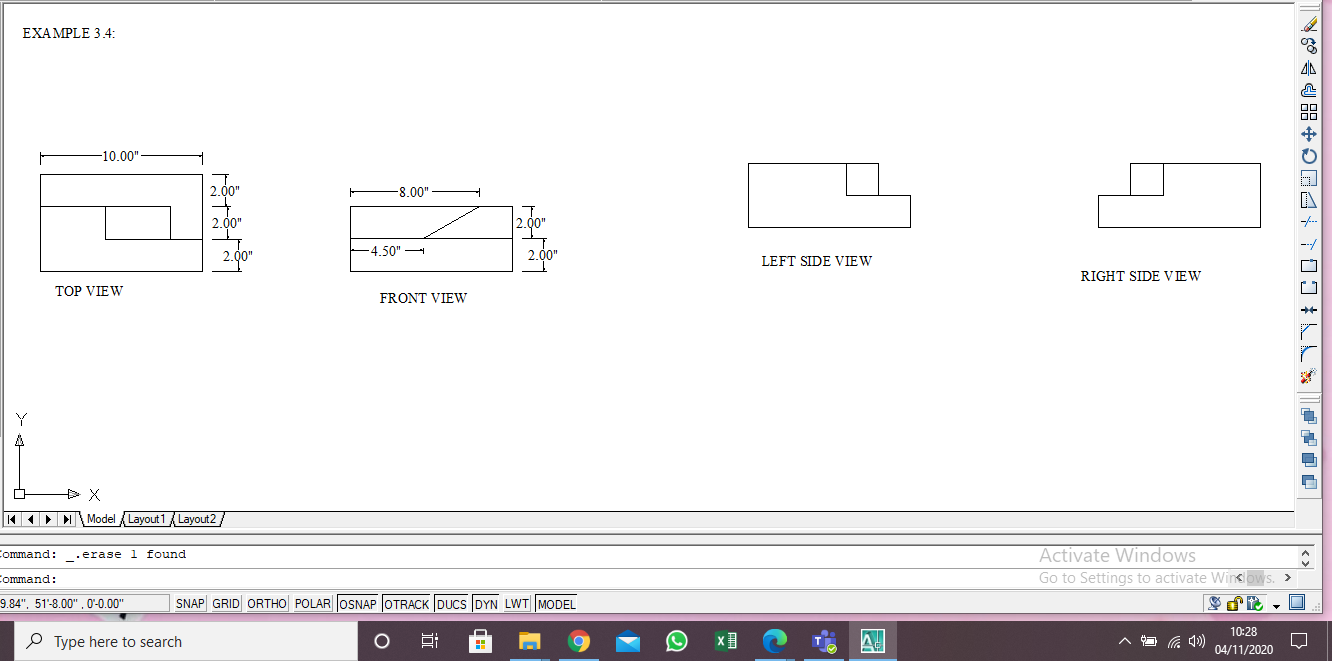 EXAMPLE 3.4:
10.00"
2.00"
2.00"
2.00"
TOP VIEW
8.00"
2.00"
4.50"
2.00"
FRONT VIEW
LEFT SIDE VIEW
RIGHT SIDE VIEW
Y
X
Model Layout1 Layout2
Command: _.erase 1 found
Command:
Activate Windows
Go to Settings to activate Windows.
9.84", 51'-8.00" , 0'-0.00" SNAP GRID ORTHO POLAR OSNAP OTRACK DUCS DYN LWT MODEL
Type here to search
10:28
04/11/2020